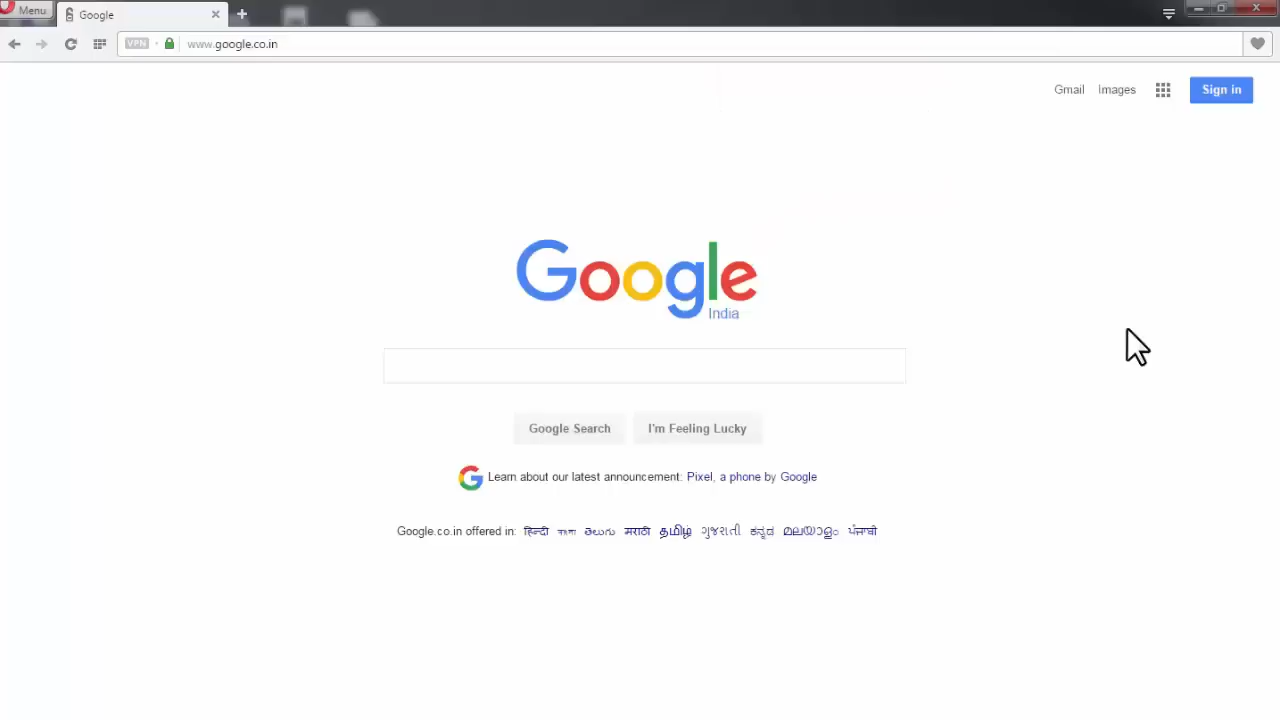 Menu
Google
VPN
www.google.co.in
Gmail Images
Sign in
Google
India
Google Search
I'm Feeling Lucky
Learn about our latest announcement: Pixel, a phone by Google
Google.co.in offered in: हिन्दी বাংলা తెలుగు मराठी தமிழ் ગુજરાતી ಕನ್ನಡ മലയാളം ਪੰਜਾਬੀ